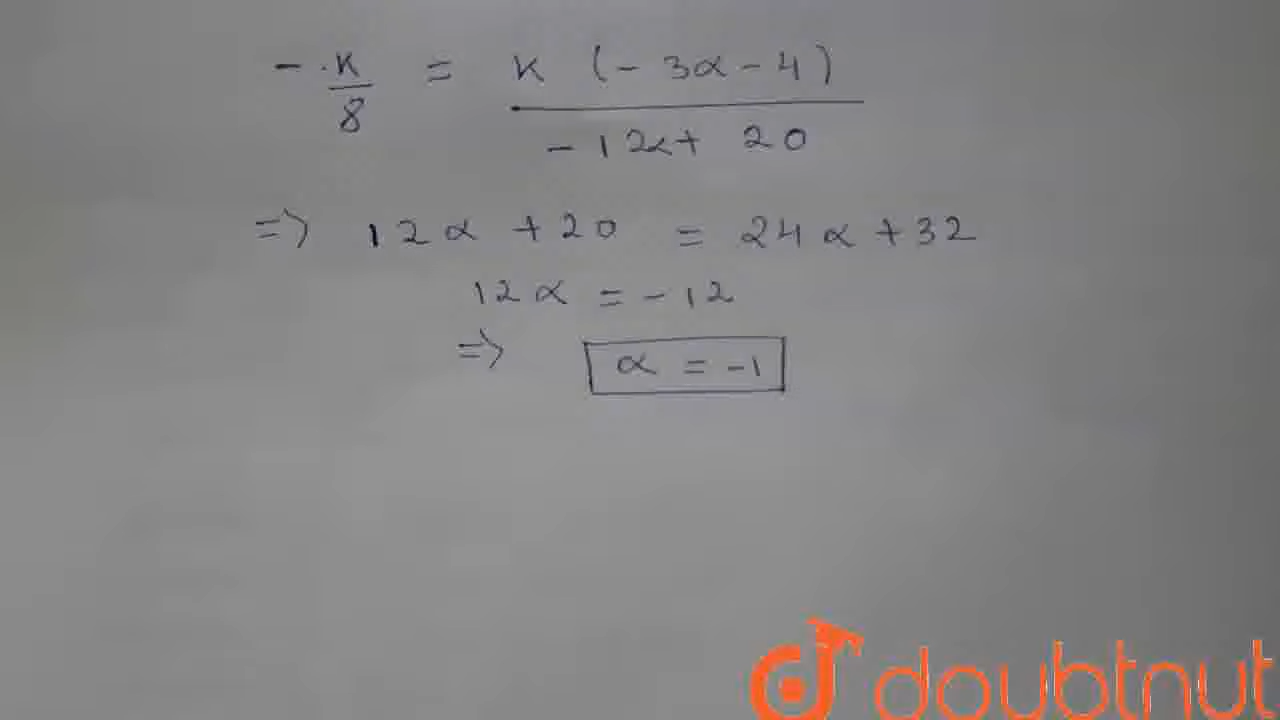 - k/8 = k (-3α-4) / -12α+ 20
=> 12α +20 = 24α+32
12α = -12
=> α = -1
doubtnut